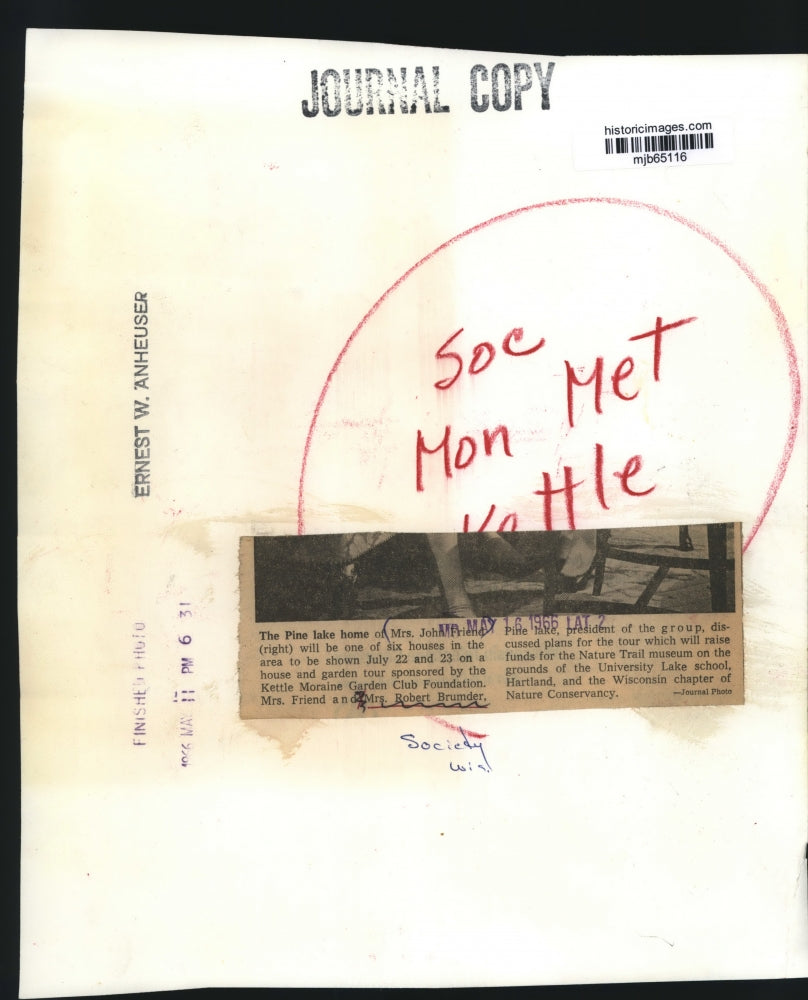 JOURNAL COPY
historicimages.com
mjb65116
ERNEST W. ANHEUSER
Soc
Met
Mon
Kettle
FINISHED PHOTO
1966 MAY 11 PM 6 31
MAY 16 1966 LAT. 2
The Pine lake home of Mrs. John Friend
(right) will be one of six houses in the
area to be shown July 22 and 23 on a
house and garden tour sponsored by the
Kettle Moraine Garden Club Foundation.
Mrs. Friend and Mrs. Robert Brumder,
Pine lake, president of the group, dis-
cussed plans for the tour which will raise
funds for the Nature Trail museum on the
grounds of the University Lake school,
Hartland, and the Wisconsin chapter of
Nature Conservancy.
—Journal Photo
Society
Wis.